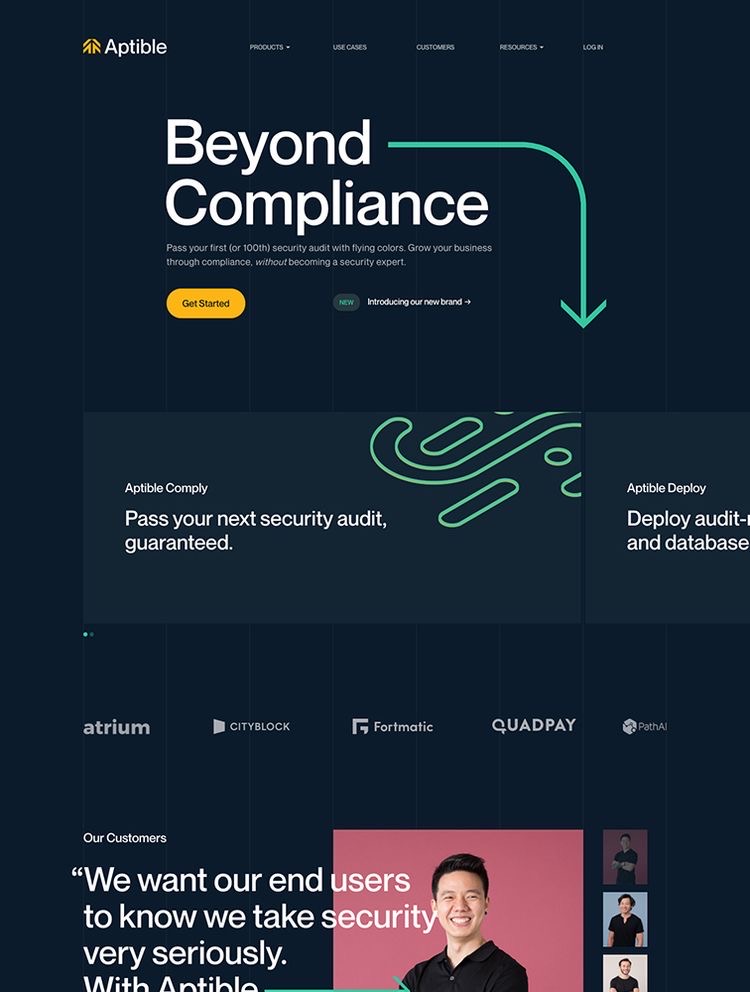 Aptible
PRODUCTS
USE CASES
CUSTOMERS
RESOURCES
LOG IN
Beyond
Compliance
Pass your first (or 100th) security audit with flying colors. Grow your business
through compliance, without becoming a security expert.
Get Started
NEW
Introducing our new brand →
Aptible Comply
Pass your next security audit,
guaranteed.
Aptible Deploy
Deploy audit-
and database
atrium
CITYBLOCK
Fortmatic
QUADPAY
PathAI
Our Customers
“We want our end users
to know we take security
very seriously.
With Aptible